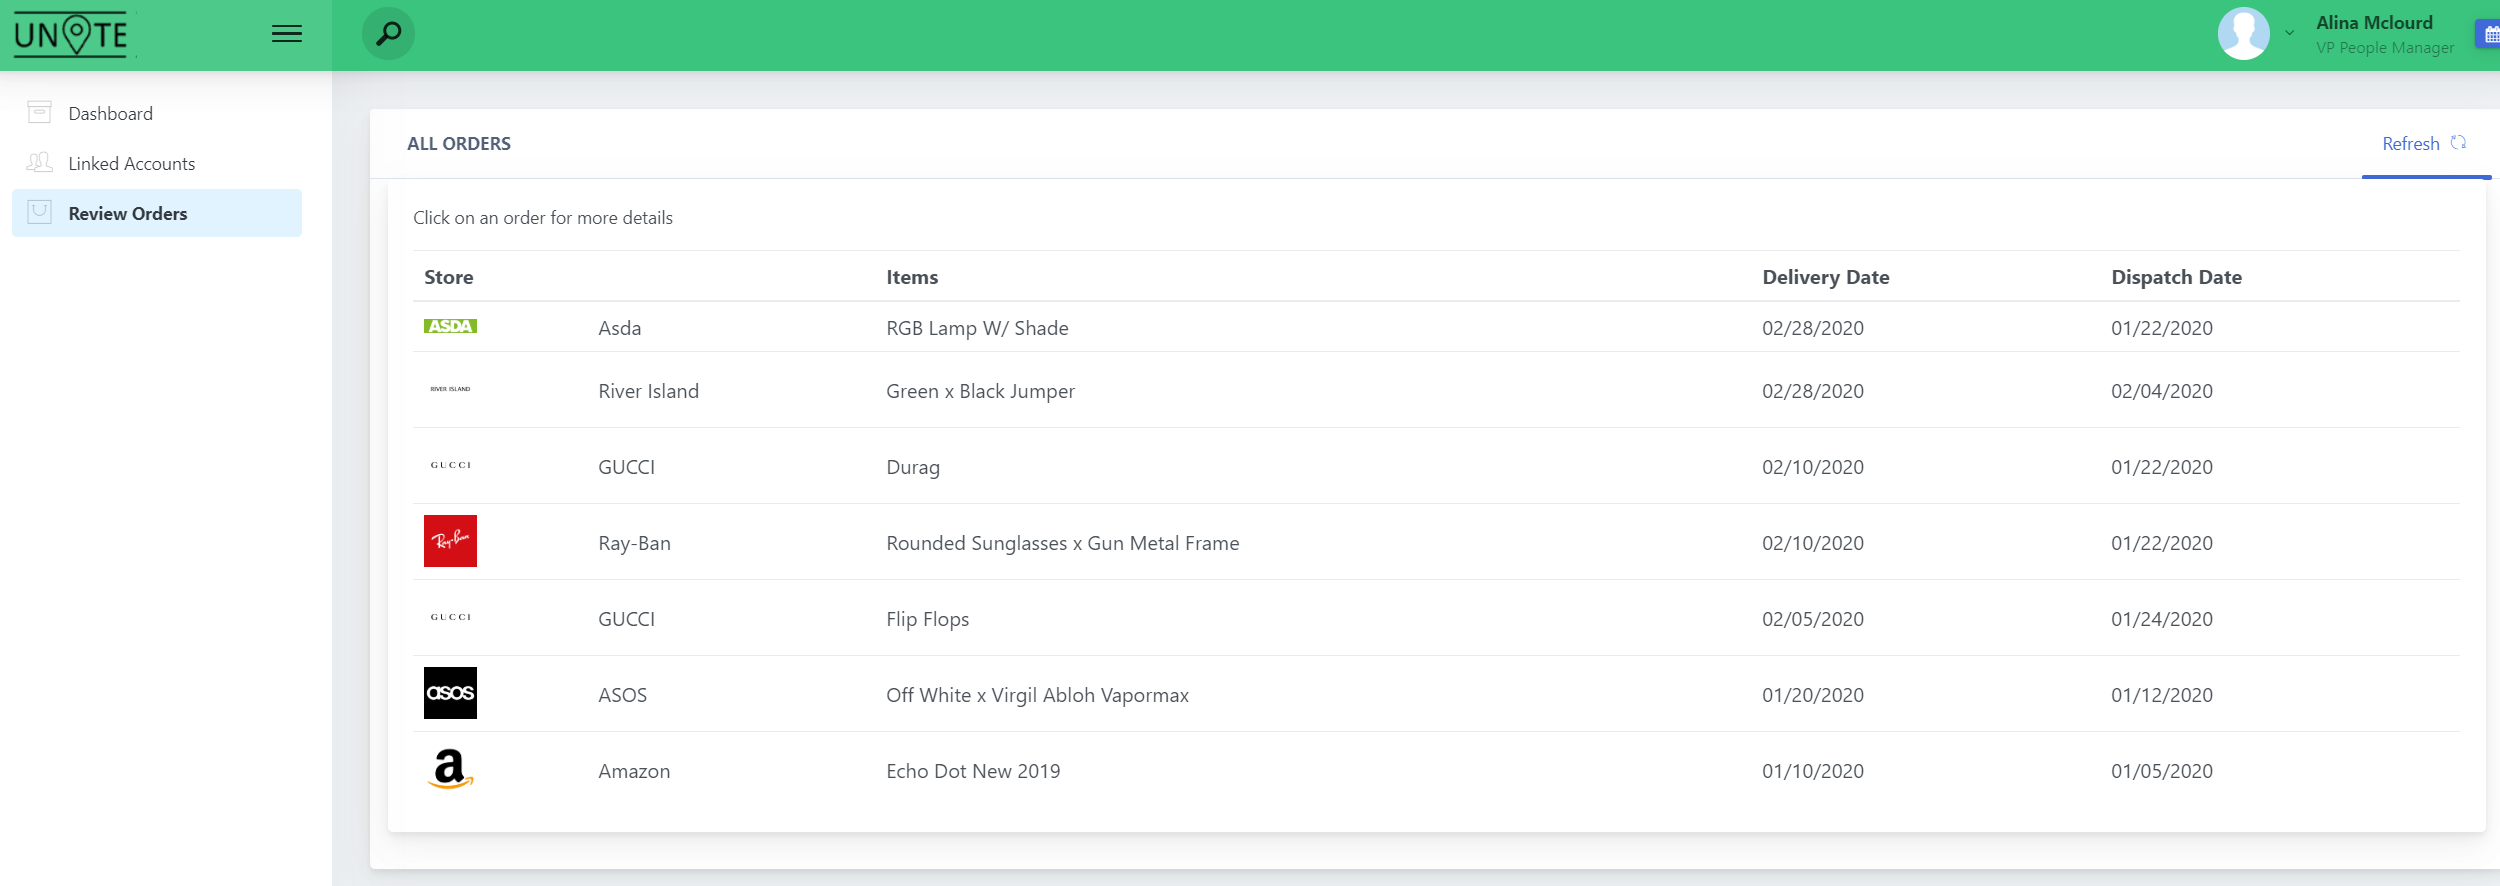 UNOTE
Alina Mclourd
VP People Manager
Dashboard
Linked Accounts
Review Orders
ALL ORDERS
Refresh
Click on an order for more details
Store Items Delivery Date Dispatch Date
ASDA Asda RGB Lamp W/ Shade 02/28/2020 01/22/2020
RIVER ISLAND River Island Green x Black Jumper 02/28/2020 02/04/2020
GUCCI GUCCI Durag 02/10/2020 01/22/2020
Ray-Ban Ray-Ban Rounded Sunglasses x Gun Metal Frame 02/10/2020 01/22/2020
GUCCI GUCCI Flip Flops 02/05/2020 01/24/2020
asos ASOS Off White x Virgil Abloh Vapormax 01/20/2020 01/12/2020
a Amazon Echo Dot New 2019 01/10/2020 01/05/2020